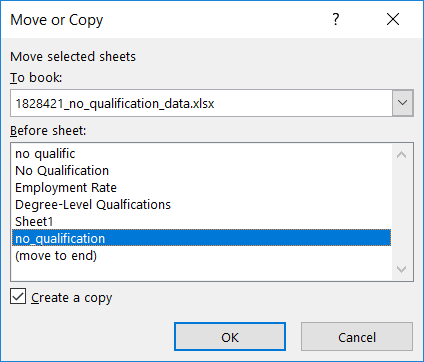 Move or Copy
Move selected sheets
To book:
1828421_no_qualification_data.xlsx
Before sheet:
no qualific
No Qualification
Employment Rate
Degree-Level Qualfications
Sheet1
no_qualification
(move to end)
Create a copy
OK
Cancel